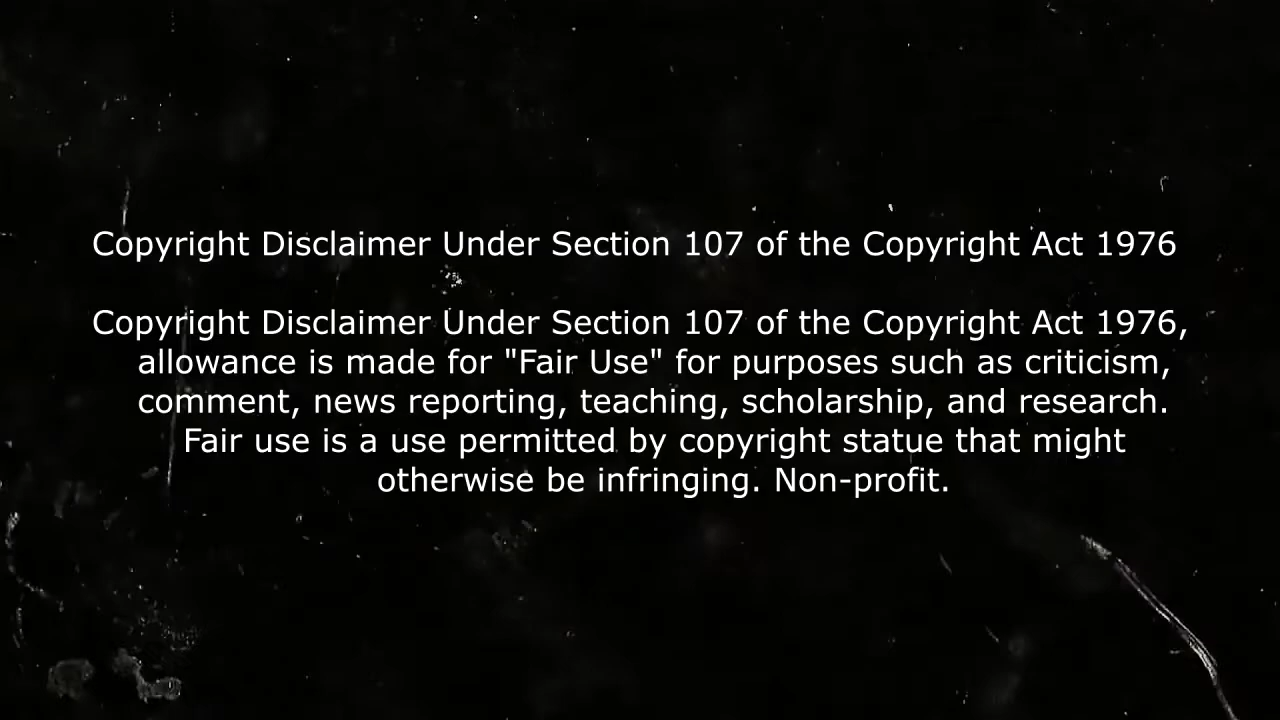 Copyright Disclaimer Under Section 107 of the Copyright Act 1976
Copyright Disclaimer Under Section 107 of the Copyright Act 1976,
allowance is made for "Fair Use" for purposes such as criticism,
comment, news reporting, teaching, scholarship, and research.
Fair use is a use permitted by copyright statue that might
otherwise be infringing. Non-profit.